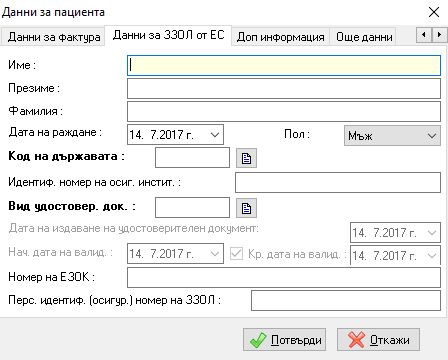 Данни за пациента
Данни за фактура Данни за ЗЗОЛ от ЕС Доп информация Още данни
Име :
Презиме :
Фамилия :
Дата на раждане : 14. 7.2017 г. Пол : Мъж
Код на държавата :
Идентиф. номер на осиг. инстит. :
Вид удостовер. док. :
Дата на издаване на удостоверителен документ: 14. 7.2017 г.
Нач. дата на валид. : 14. 7.2017 г. Кр. дата на валид. : 14. 7.2017 г.
Номер на ЕЗОК :
Перс. идентиф. (осигур.) номер на ЗЗОЛ :
Потвърди Откажи